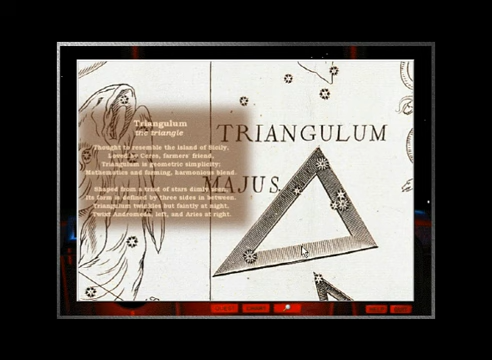 Triangulum
the triangle
Thought to resemble the island of Sicily,
Loved by Ceres, farmers' friend,
Triangulum is geometric simplicity;
Mathematics and farming, harmonious blend.
Shaped from a triad of stars dimly seen,
Its form is defined by three sides in between.
Triangulum twinkles but faintly at night,
Twixt Andromeda, left, and Aries at right.
TRIANGULUM
MAJUS